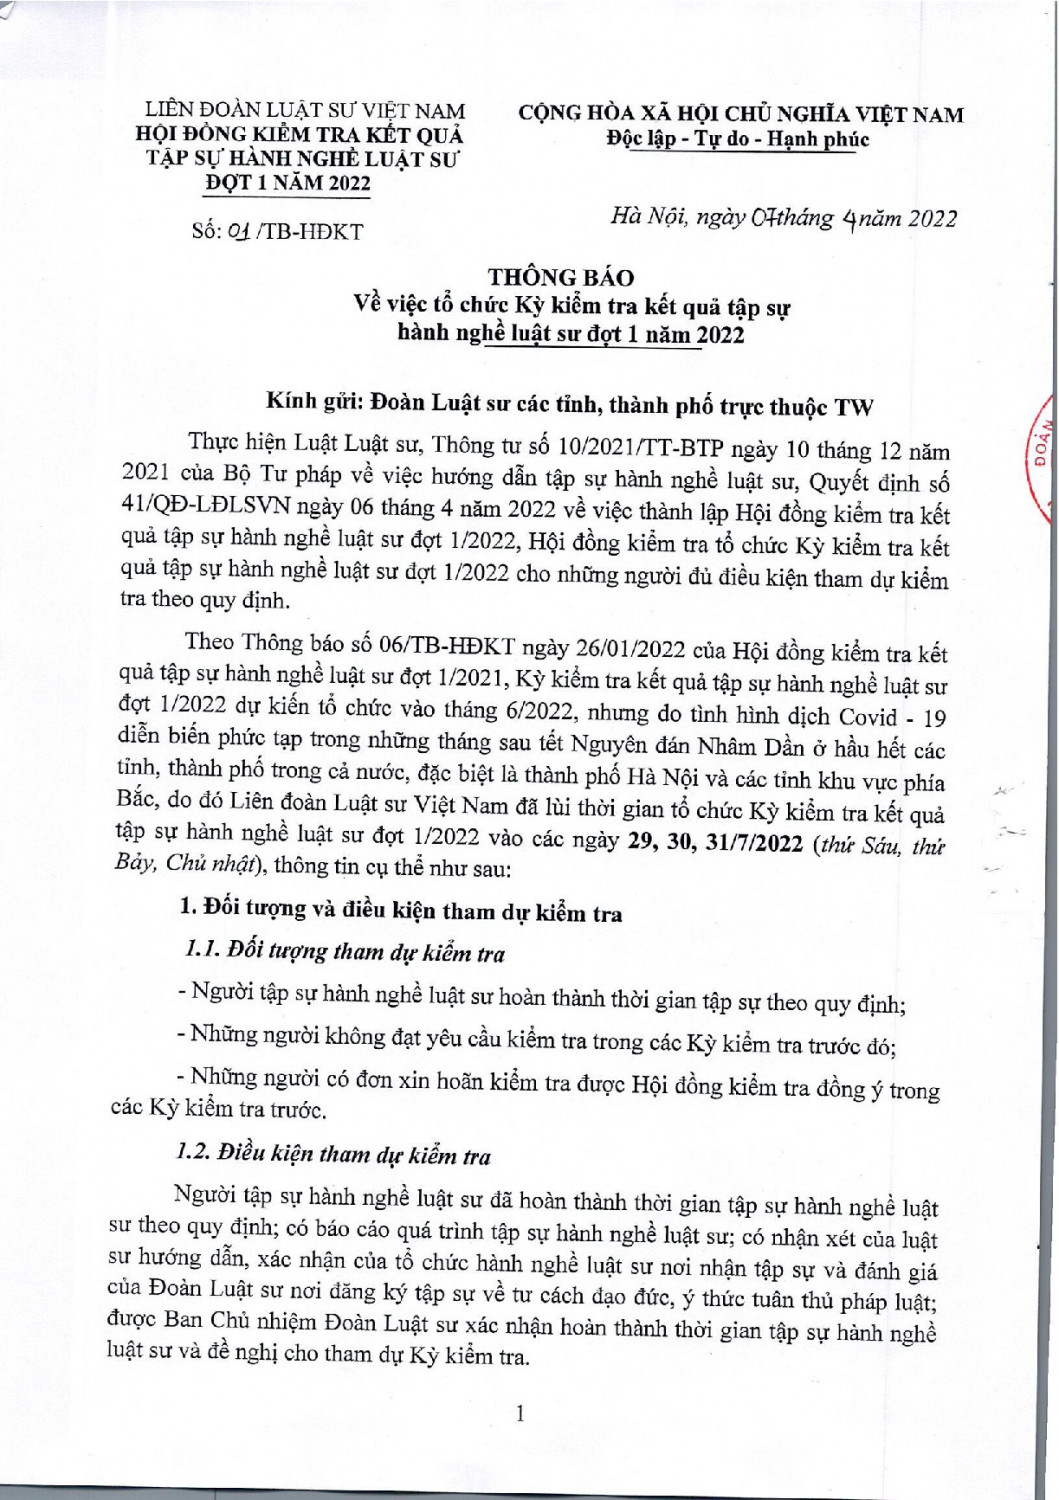 LIÊN ĐOÀN LUẬT SƯ VIỆT NAM
HỘI ĐỒNG KIỂM TRA KẾT QUẢ
TẬP SỰ HÀNH NGHỀ LUẬT SƯ
ĐỢT 1 NĂM 2022
Số: 01/TB-HĐKT
CỘNG HÒA XÃ HỘI CHỦ NGHĨA VIỆT NAM
Độc lập - Tự do - Hạnh phúc
Hà Nội, ngày 07 tháng 4 năm 2022
THÔNG BÁO
Về việc tổ chức Kỳ kiểm tra kết quả tập sự
hành nghề luật sư đợt 1 năm 2022
Kính gửi: Đoàn Luật sư các tỉnh, thành phố trực thuộc TW
Thực hiện Luật Luật sư, Thông tư số 10/2021/TT-BTP ngày 10 tháng 12 năm
2021 của Bộ Tư pháp về việc hướng dẫn tập sự hành nghề luật sư, Quyết định số
41/QĐ-LĐLSVN ngày 06 tháng 4 năm 2022 về việc thành lập Hội đồng kiểm tra kết
quả tập sự hành nghề luật sư đợt 1/2022, Hội đồng kiểm tra tổ chức Kỳ kiểm tra kết
quả tập sự hành nghề luật sư đợt 1/2022 cho những người đủ điều kiện tham dự kiểm
tra theo quy định.
Theo Thông báo số 06/TB-HĐKT ngày 26/01/2022 của Hội đồng kiểm tra kết
quả tập sự hành nghề luật sư đợt 1/2021, Kỳ kiểm tra kết quả tập sự hành nghề luật sư
đợt 1/2022 dự kiến tổ chức vào tháng 6/2022, nhưng do tình hình dịch Covid - 19
diễn biến phức tạp trong những tháng sau tết Nguyên đán Nhâm Dần ở hầu hết các
tỉnh, thành phố trong cả nước, đặc biệt là thành phố Hà Nội và các tỉnh khu vực phía
Bắc, do đó Liên đoàn Luật sư Việt Nam đã lùi thời gian tổ chức Kỳ kiểm tra kết quả
tập sự hành nghề luật sư đợt 1/2022 vào các ngày 29, 30, 31/7/2022 (thứ Sáu, thứ
Bảy, Chủ nhật), thông tin cụ thể như sau:
1. Đối tượng và điều kiện tham dự kiểm tra
1.1. Đối tượng tham dự kiểm tra
- Người tập sự hành nghề luật sư hoàn thành thời gian tập sự theo quy định;
- Những người không đạt yêu cầu kiểm tra trong các Kỳ kiểm tra trước đó;
- Những người có đơn xin hoãn kiểm tra được Hội đồng kiểm tra đồng ý trong
các Kỳ kiểm tra trước.
1.2. Điều kiện tham dự kiểm tra
Người tập sự hành nghề luật sư đã hoàn thành thời gian tập sự hành nghề luật
sư theo quy định; có báo cáo quá trình tập sự hành nghề luật sư; có nhận xét của luật
sư hướng dẫn, xác nhận của tổ chức hành nghề luật sư nơi nhận tập sự và đánh giá
của Đoàn Luật sư nơi đăng ký tập sự về tư cách đạo đức, ý thức tuân thủ pháp luật;
được Ban Chủ nhiệm Đoàn Luật sư xác nhận hoàn thành thời gian tập sự hành nghề
luật sư và đề nghị cho tham dự Kỳ kiểm tra.
1
ĐOÀN